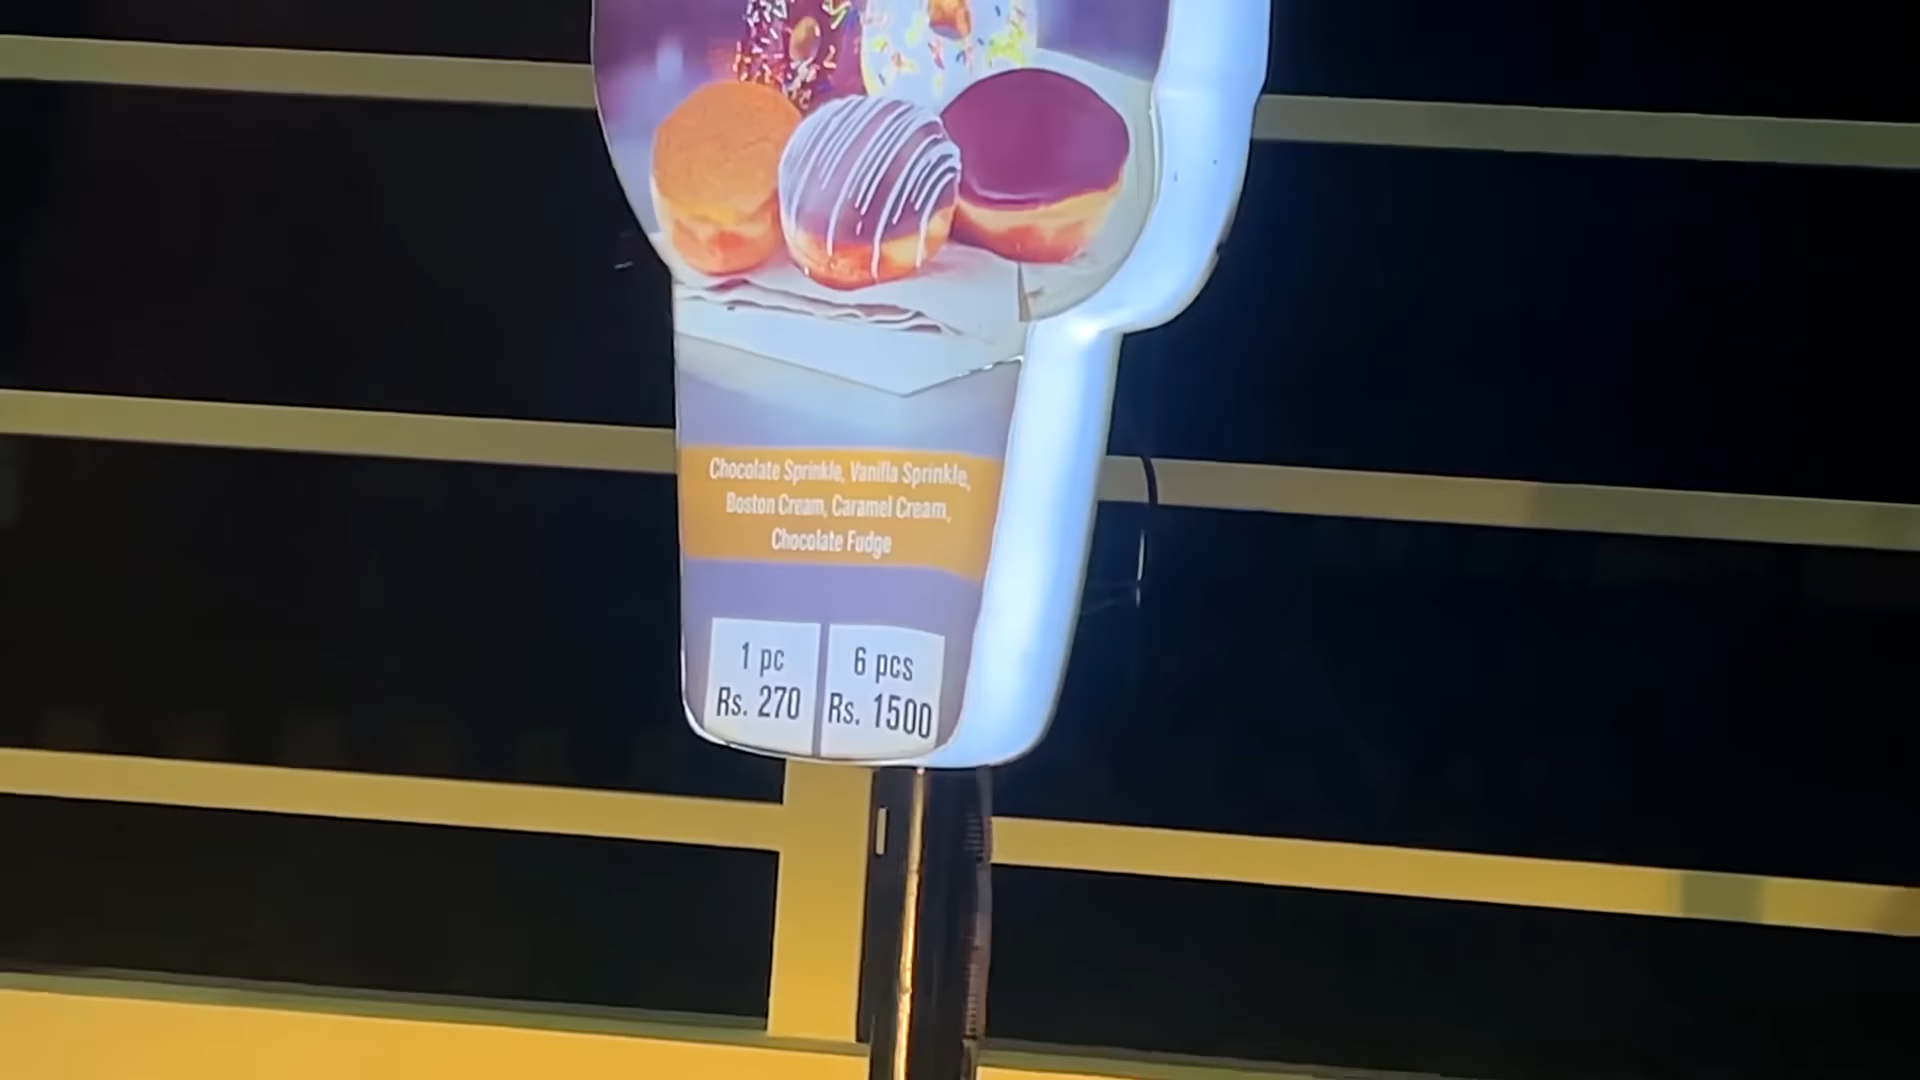 Chocolate Sprinkle, Vanilla Sprinkle,
Boston Cream, Caramel Cream,
Chocolate Fudge
1 pc
Rs. 270
6 pcs
Rs. 1500